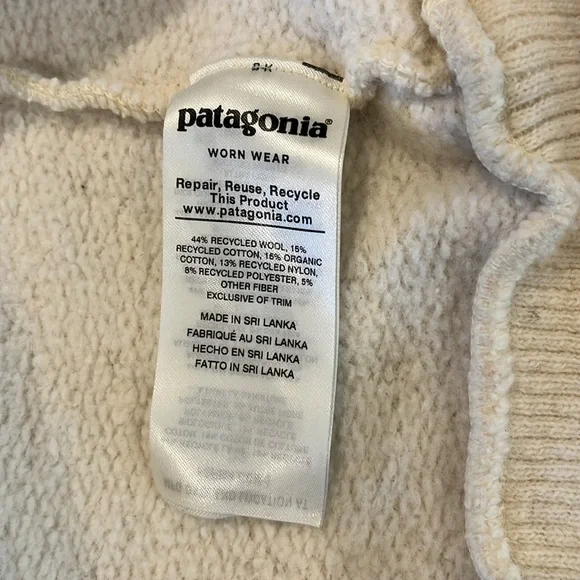 patagonia®
WORN WEAR
Repair, Reuse, Recycle
This Product
www.patagonia.com
44% RECYCLED WOOL, 15%
RECYCLED COTTON, 15% ORGANIC
COTTON, 13% RECYCLED NYLON,
8% RECYCLED POLYESTER, 5%
OTHER FIBER
EXCLUSIVE OF TRIM
MADE IN SRI LANKA
FABRIQUÉ AU SRI LANKA
HECHO EN SRI LANKA
FATTO IN SRI LANKA